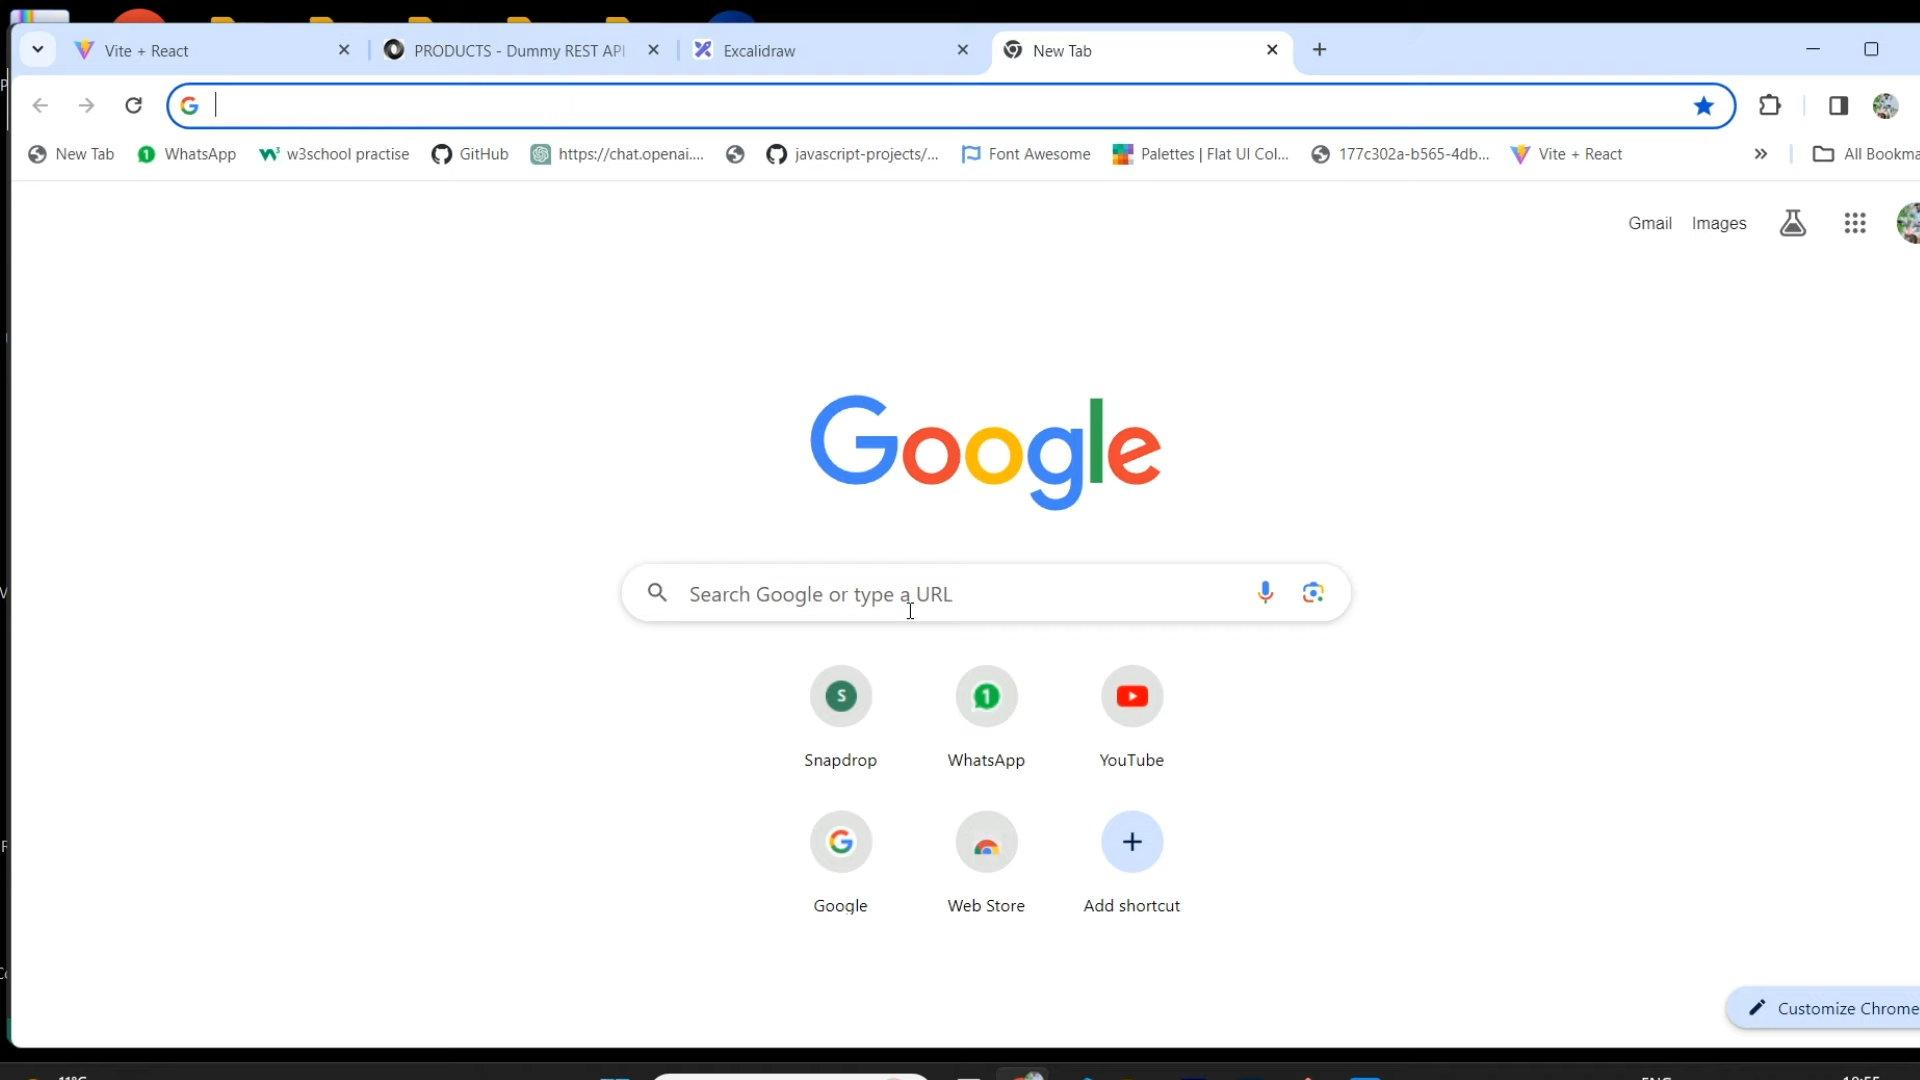 Vite + React
PRODUCTS - Dummy REST API
Excalidraw
New Tab
New Tab
WhatsApp
w3school practise
GitHub
https://chat.openai....
javascript-projects/...
Font Awesome
Palettes | Flat UI Col...
177c302a-b565-4db...
Vite + React
All Bookma
Gmail
Images
Google
Search Google or type a URL
Snapdrop
WhatsApp
YouTube
Google
Web Store
Add shortcut
Customize Chrome